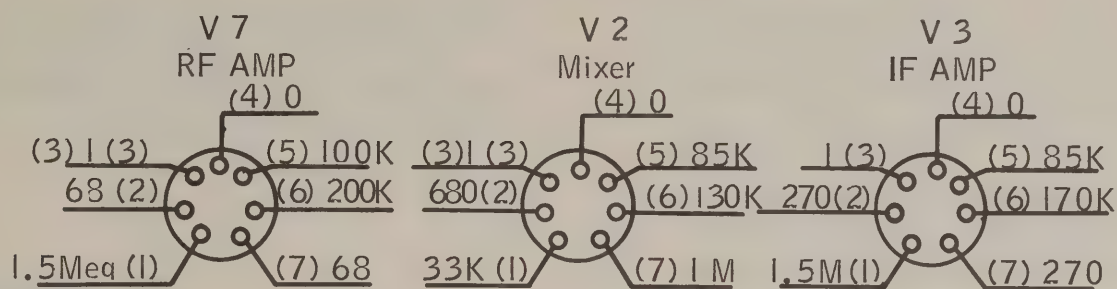 V 7
RF AMP
(4) 0
(3) 1 (3)
(5) 100K
68 (2)
(6) 200K
1.5Meg (1)
(7) 68
V 2
Mixer
(4) 0
(3) 1 (3)
(5) 85K
680(2)
(6) 130K
33K (1)
(7) 1 M
V 3
IF AMP
(4) 0
1 (3)
(5) 85K
270(2)
(6) 170K
1.5M (1)
(7) 270